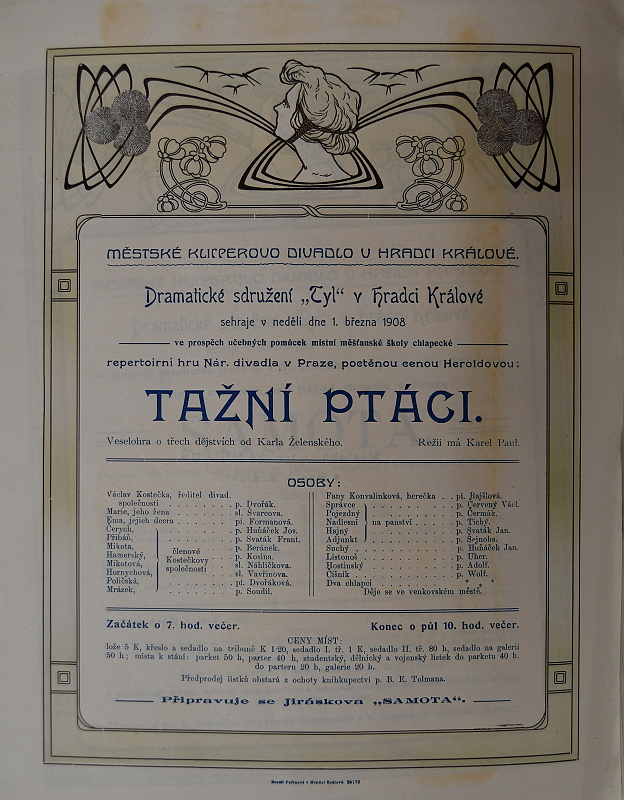 MĚSTSKÉ KLICPEROVO DIVADLO V HRADCI KRÁLOVÉ.
Dramatické sdružení „Tyl“ v Hradci Králové
sehraje v neděli dne 1. března 1908
ve prospěch učebných pomůcek místní měšťanské školy chlapecké
repertoirní hru Nár. divadla v Praze, poctěnou cenou Heroldovou:
TAŽNÍ PTÁCI.
Veselohra o třech dějstvích od Karla Želenského. Režii má Karel Paul.
OSOBY:
Václav Kostečka, ředitel divad.
společnosti . . . . . . . . p. Dvořák.
Marie, jeho žena . . . . . . sl. Švarcova.
Ema, jejich dcera . . . . . . pí. Formanová.
Čerych, p. Huňáček Jos.
Přibáň, p. Svaták Frant.
Mikota, p. Beránek.
Hamerský, členové p. Kosina.
Mikotová, Kostečkovy sl. Náhlíčkova.
Hornychová, společnosti sl. Vavřinova.
Poličská, pí. Dvořáková.
Mrázek, p. Soudil.
Fany Konvalinková, herečka . . pí. Rajšlová.
Správce p. Červený Václ.
Pojezdný p. Čermák.
Nadlesní na panství . . p. Tichý.
Hajný p. Svaták Jan.
Adjunkt p. Šejnoha.
Suchý . . . . . . . . p. Huňáček Jan.
Listonoš . . . . . . . p. Uher.
Hostinský . . . . . . . p. Adolf.
Číšník . . . . . . . . p. Wolf.
Dva chlapci * * *
Děje se ve venkovském městě.
Začátek o 7. hod. večer. Konec o půl 10. hod. večer.
CENY MÍST:
lože 5 K, křeslo a sedadlo na tribuně K 1·20, sedadlo I. tř. 1 K, sedadlo II. tř. 80 h, sedadlo na galerii
50 h; místa k stání: parket 50 h, parter 40 h, studentský, dělnický a vojenský lístek do parketu 40 h.
do parteru 20 h, galerie 20 h.
Předprodej lístků obstará z ochoty knihkupectví p. B. E. Tolmana.
Připravuje se Jiráskova „SAMOTA“.